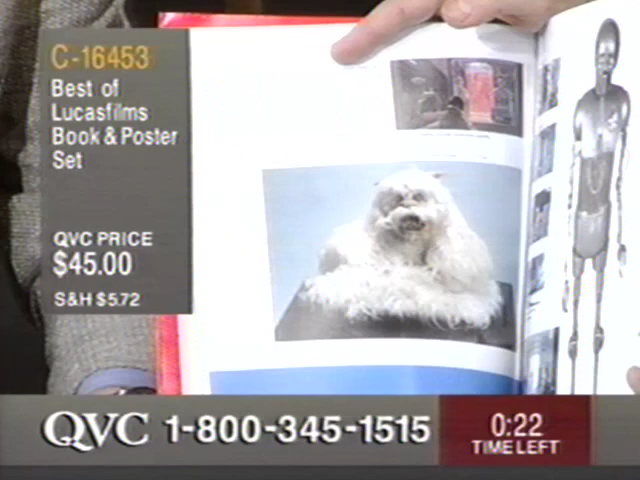 C-16453
Best of
Lucasfilms
Book & Poster
Set
QVC PRICE
$45.00
S&H $5.72
QVC 1-800-345-1515
0:22
TIME LEFT